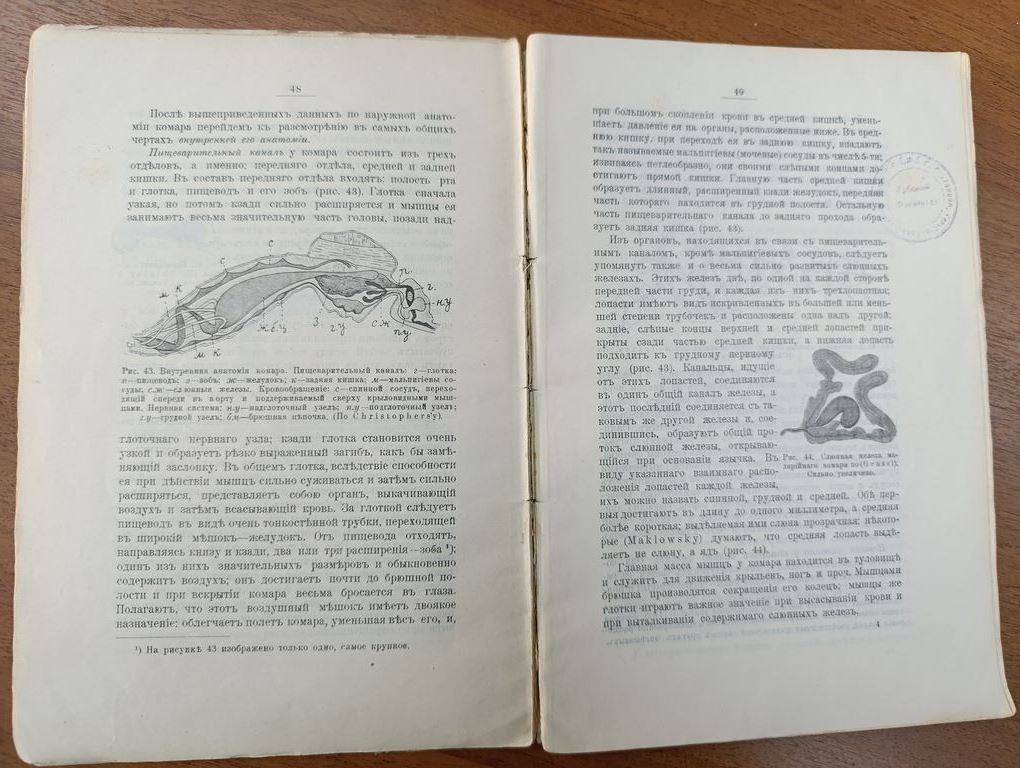 48
Послѣ вышеприведенных данныхъ по наружной анато-
міи комара перейдемъ къ разсмотрѣнію въ самыхъ общихъ
чертахъ внутренней его анатоміи.
Пищеварительный каналъ у комара состоитъ изъ трехъ
отдѣловъ, а именно: передняго отдѣла, средней и задней
кишки. Въ составъ передняго отдѣла входятъ: полость рта
и глотка, пищеводъ и его зобъ (рис. 43). Глотка сначала
узкая, но потомъ кзади сильно расширяется и мышцы ея
занимаютъ весьма значительную часть головы, позади над-
с
с
м
к
п
г.
н.у
ж
б.у
з
г.у
с.ж
п.у
м
к
Рис. 43. Внутренняя анатомія комара. Пищеварительный каналъ: г—глотка;
п—пищеводъ; з—зобъ; ж—желудокъ; к—задняя кишка; м—мальпигіевы со-
суды; с.ж—слюнныя железы. Кровообращеніе: с—спинной сосудъ, перехо-
дящій спереди въ аорту и поддерживаемый сверху крыловидными мыш-
цами. Нервная система: н.у—надглоточный узелъ; п.у—подглоточный узелъ;
г.у—грудной узелъ; б.м—брюшная цѣпочка. (По Christophers'у).
глоточнаго нервнаго узла; кзади глотка становится очень
узкой и образуетъ рѣзко выраженный загибъ, какъ бы замѣ-
няющій заслонку. Въ общемъ глотка, вслѣдствіе способности
ея при дѣйствіи мышцъ сильно суживаться и затѣмъ сильно
расширяться, представляетъ собою органъ, выкачивающій
воздухъ и затѣмъ всасывающій кровь. За глоткой слѣдуетъ
пищеводъ въ видѣ очень тонкостѣнной трубки, переходящей
въ широкій мѣшокъ—желудокъ. Отъ пищевода отходятъ,
направляясь книзу и кзади, два или три расширенія—зоба ¹);
одинъ изъ нихъ значительныхъ размѣровъ и обыкновенно
содержитъ воздухъ; онъ достигаетъ почти до брюшной по-
лости и при вскрытіи комара весьма бросается въ глаза.
Полагаютъ, что этотъ воздушный мѣшокъ имѣетъ двоякое
назначеніе: облегчаетъ полетъ комара, уменьшая вѣсъ его, и,
¹) На рисункѣ 43 изображено только одно, самое крупное.
49
при большомъ скопленіи крови въ средней кишкѣ, умень-
шаетъ давленіе ея на органы, расположенные ниже. Въ сред-
нюю кишку, при переходѣ ея въ заднюю кишку, впадаютъ
такъ называемые мальпигіевы (мочевые) сосуды въ числѣ 5-ти;
извиваясь петлеобразно, они своими слѣпыми концами до-
стигаютъ прямой кишки. Главную часть средней кишки
образуетъ длинный, расширенный кзади желудокъ, передняя
часть котораго находится въ грудной полости. Остальную
часть пищеварительнаго канала до задняго прохода обра-
зуетъ задняя кишка (рис. 43).
Изъ органовъ, находящихся въ связи съ пищеваритель-
нымъ каналомъ, кромѣ мальпигіевыхъ сосудовъ, слѣдуетъ
упомянуть также и о весьма сильно развитыхъ слюнныхъ
железахъ. Этихъ железъ двѣ, по одной на каждой сторонѣ
передней части груди, и каждая изъ нихъ трехлопастная;
лопасти имѣютъ видъ искривленныхъ въ большей или мень-
шей степени трубочекъ и расположены одна надъ другой;
заднія, слѣпые концы верхней и средней лопастей при-
крыты сзади частью средней кишки, а нижняя лопасть
подходитъ къ грудному нервному
углу (рис. 43). Канальцы, идущіе
отъ этихъ лопастей, соединяются
въ одинъ общій каналъ железы, а
этотъ послѣдній соединяется съ та-
ковымъ же другой железы и, сое-
динившись, образуютъ общій про-
токъ слюнной железы, открываю-
щійся при основаніи язычка. Въ
виду указаннаго взаимнаго распо-
ложенія лопастей каждой железы,
Рис. 44. Слюнная железа ма-
лярійнаго комара по (Grassi).
Сильно увеличено.
ихъ можно назвать спинной, грудной и средней. Обѣ пер-
выя достигаютъ въ длину до одного миллиметра, а средняя
болѣе короткая; выдѣляемая ими слюна прозрачная; нѣкото-
рые (Maklowsky) думаютъ, что средняя лопасть выдѣ-
ляетъ не слюну, а ядъ (рис. 44).
Главная масса мышцъ у комара находится въ туловищѣ
и служитъ для движенія крыльевъ, ногъ и проч. Мышцами
брюшка производятся сокращенія его колецъ: мышцы же
глотки играютъ важное значеніе при высасываніи крови и
при выталкиваніи содержимаго слюнныхъ железъ.
4